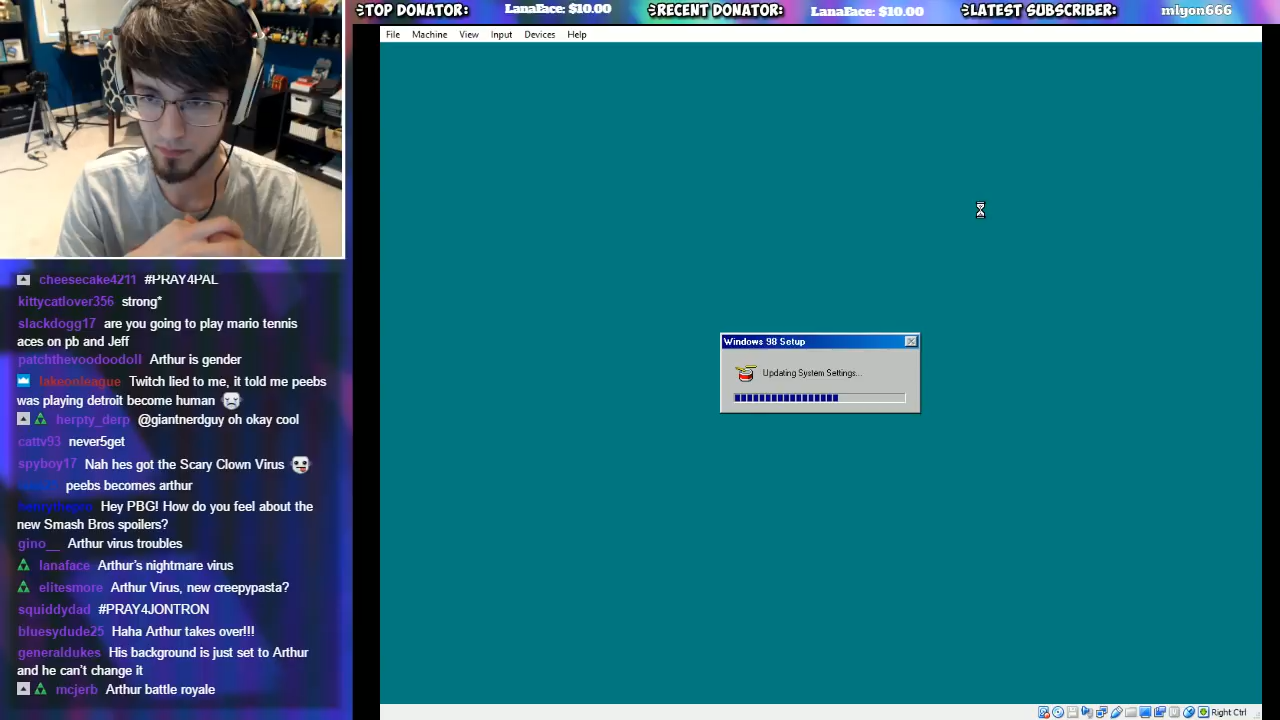 TOP DONATOR:
LanaFace: $10.00
RECENT DONATOR:
LanaFace: $10.00
LATEST SUBSCRIBER:
mlyon666
File Machine View Input Devices Help
Windows 98 Setup
Updating System Settings...
cheesecake4211 #PRAY4PAL
kittycatlover356 strong*
slackdogg17 are you going to play mario tennis
aces on pb and Jeff
patchthevoodoodoll Arthur is gender
lakeonleague Twitch lied to me, it told me peebs
was playing detroit become human
herpty_derp @giantnerdguy oh okay cool
cattv93 never5get
spyboy17 Nah hes got the Scary Clown Virus
peebs becomes arthur
Hey PBG! How do you feel about the
new Smash Bros spoilers?
gino__ Arthur virus troubles
lanaface Arthur's nightmare virus
elitesmore Arthur Virus, new creepypasta?
squiddydad #PRAY4JONTRON
bluesydude25 Haha Arthur takes over!!!
generaldukes His background is just set to Arthur
and he can't change it
mcjerb Arthur battle royale
Right Ctrl